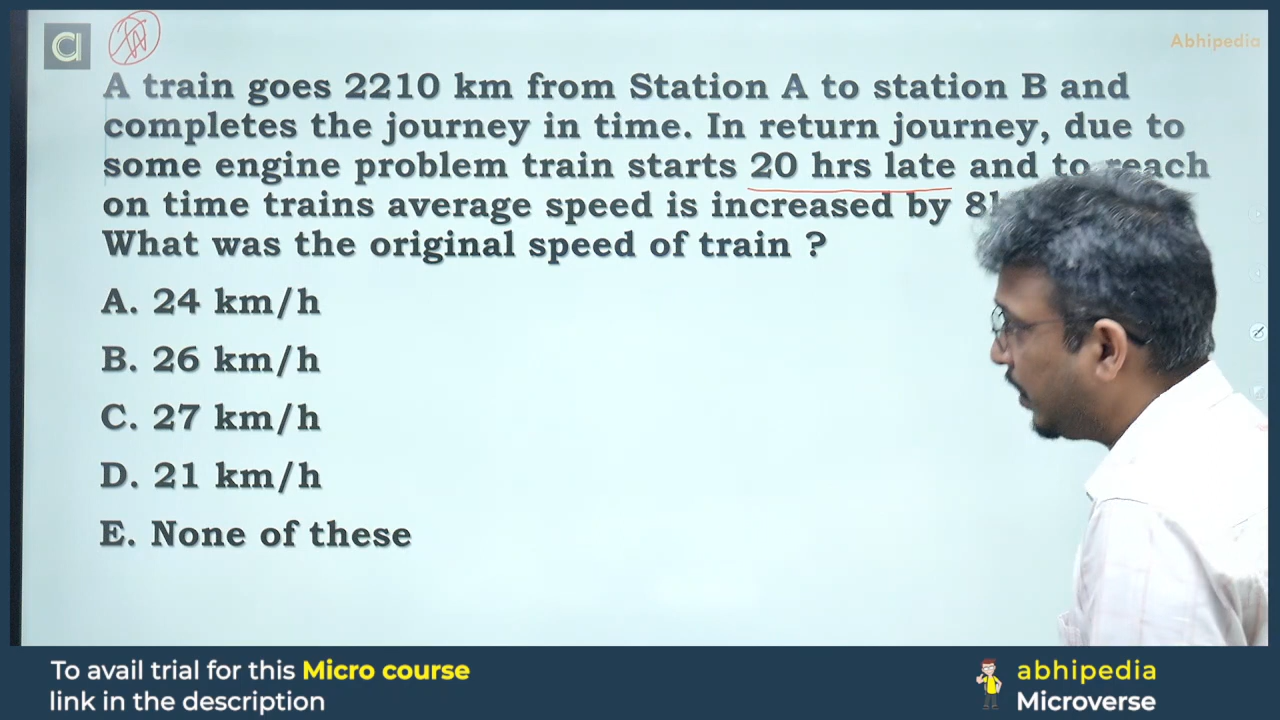 Abhipedia
A train goes 2210 km from Station A to station B and
completes the journey in time. In return journey, due to
some engine problem train starts 20 hrs late and to reach
on time trains average speed is increased by 8
What was the original speed of train ?
A. 24 km/h
B. 26 km/h
C. 27 km/h
D. 21 km/h
E. None of these
To avail trial for this Micro course
link in the description
abhipedia
Microverse